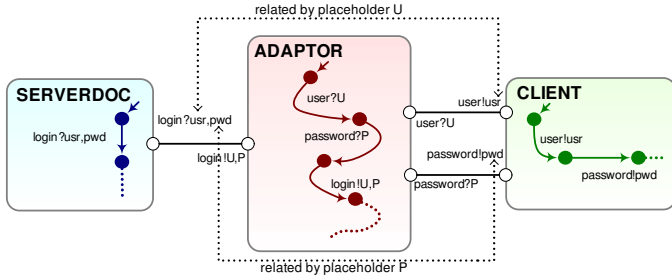 related by placeholder U
ADAPTOR
SERVERDOC
CLIENT
user?U
user!usr
login?usr,pwd
login?usr,pwd
user?U
user!usr
password?P
password!pwd
login!U,P
login!U,P
password?P
password!pwd
related by placeholder P